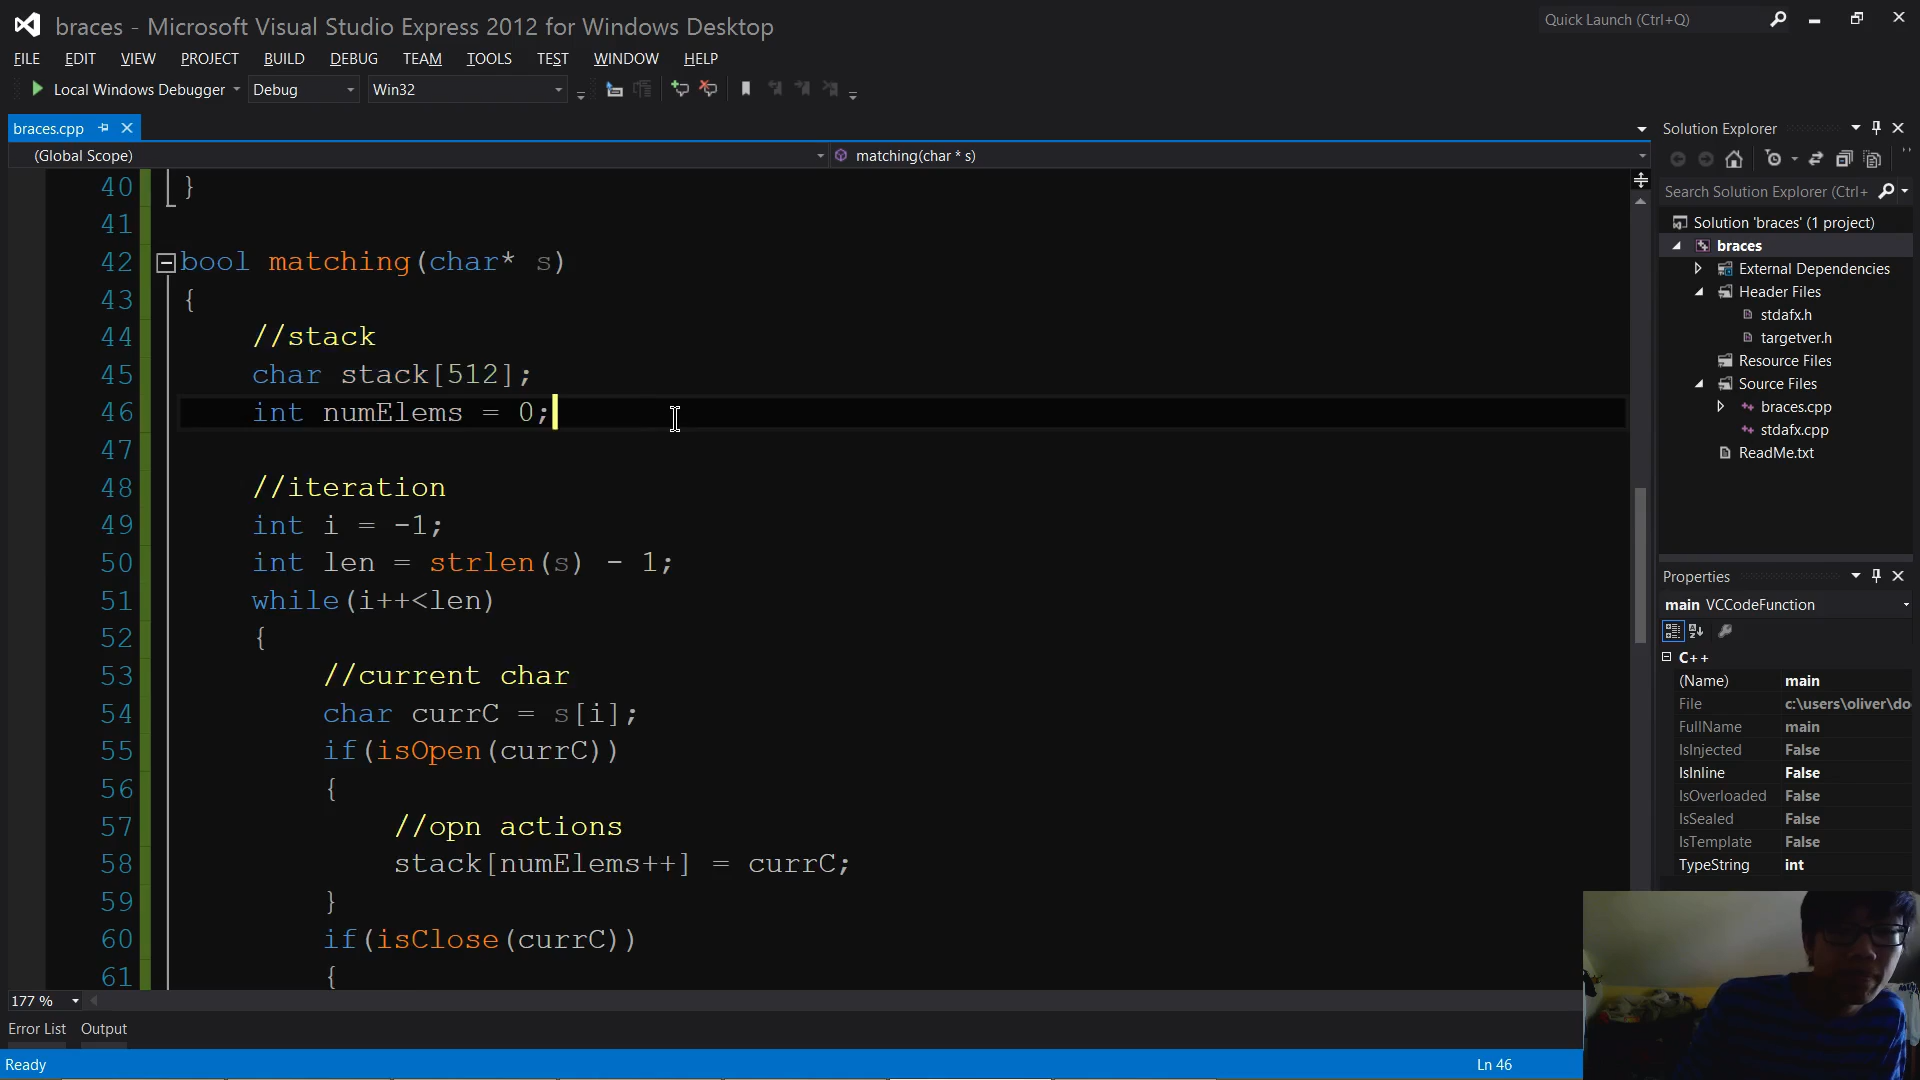 braces - Microsoft Visual Studio Express 2012 for Windows Desktop
Quick Launch (Ctrl+Q)
FILE EDIT VIEW PROJECT BUILD DEBUG TEAM TOOLS TEST WINDOW HELP
Local Windows Debugger Debug Win32
braces.cpp
(Global Scope) matching(char * s)
40 }
41
42 bool matching(char* s)
43 {
44 //stack
45 char stack[512];
46 int numElems = 0;
47
48 //iteration
49 int i = -1;
50 int len = strlen(s) - 1;
51 while(i++<len)
52 {
53 //current char
54 char currC = s[i];
55 if(isOpen(currC))
56 {
57 //opn actions
58 stack[numElems++] = currC;
59 }
60 if(isClose(currC))
61 {
177 %
Error List Output
Ready
Ln 46
Solution Explorer
Search Solution Explorer (Ctrl+
Solution 'braces' (1 project)
braces
External Dependencies
Header Files
stdafx.h
targetver.h
Resource Files
Source Files
braces.cpp
stdafx.cpp
ReadMe.txt
Properties
main VCCodeFunction
C++
(Name) main
File c:\users\oliver\do
FullName main
IsInjected False
IsInline False
IsOverloaded False
IsSealed False
IsTemplate False
TypeString int